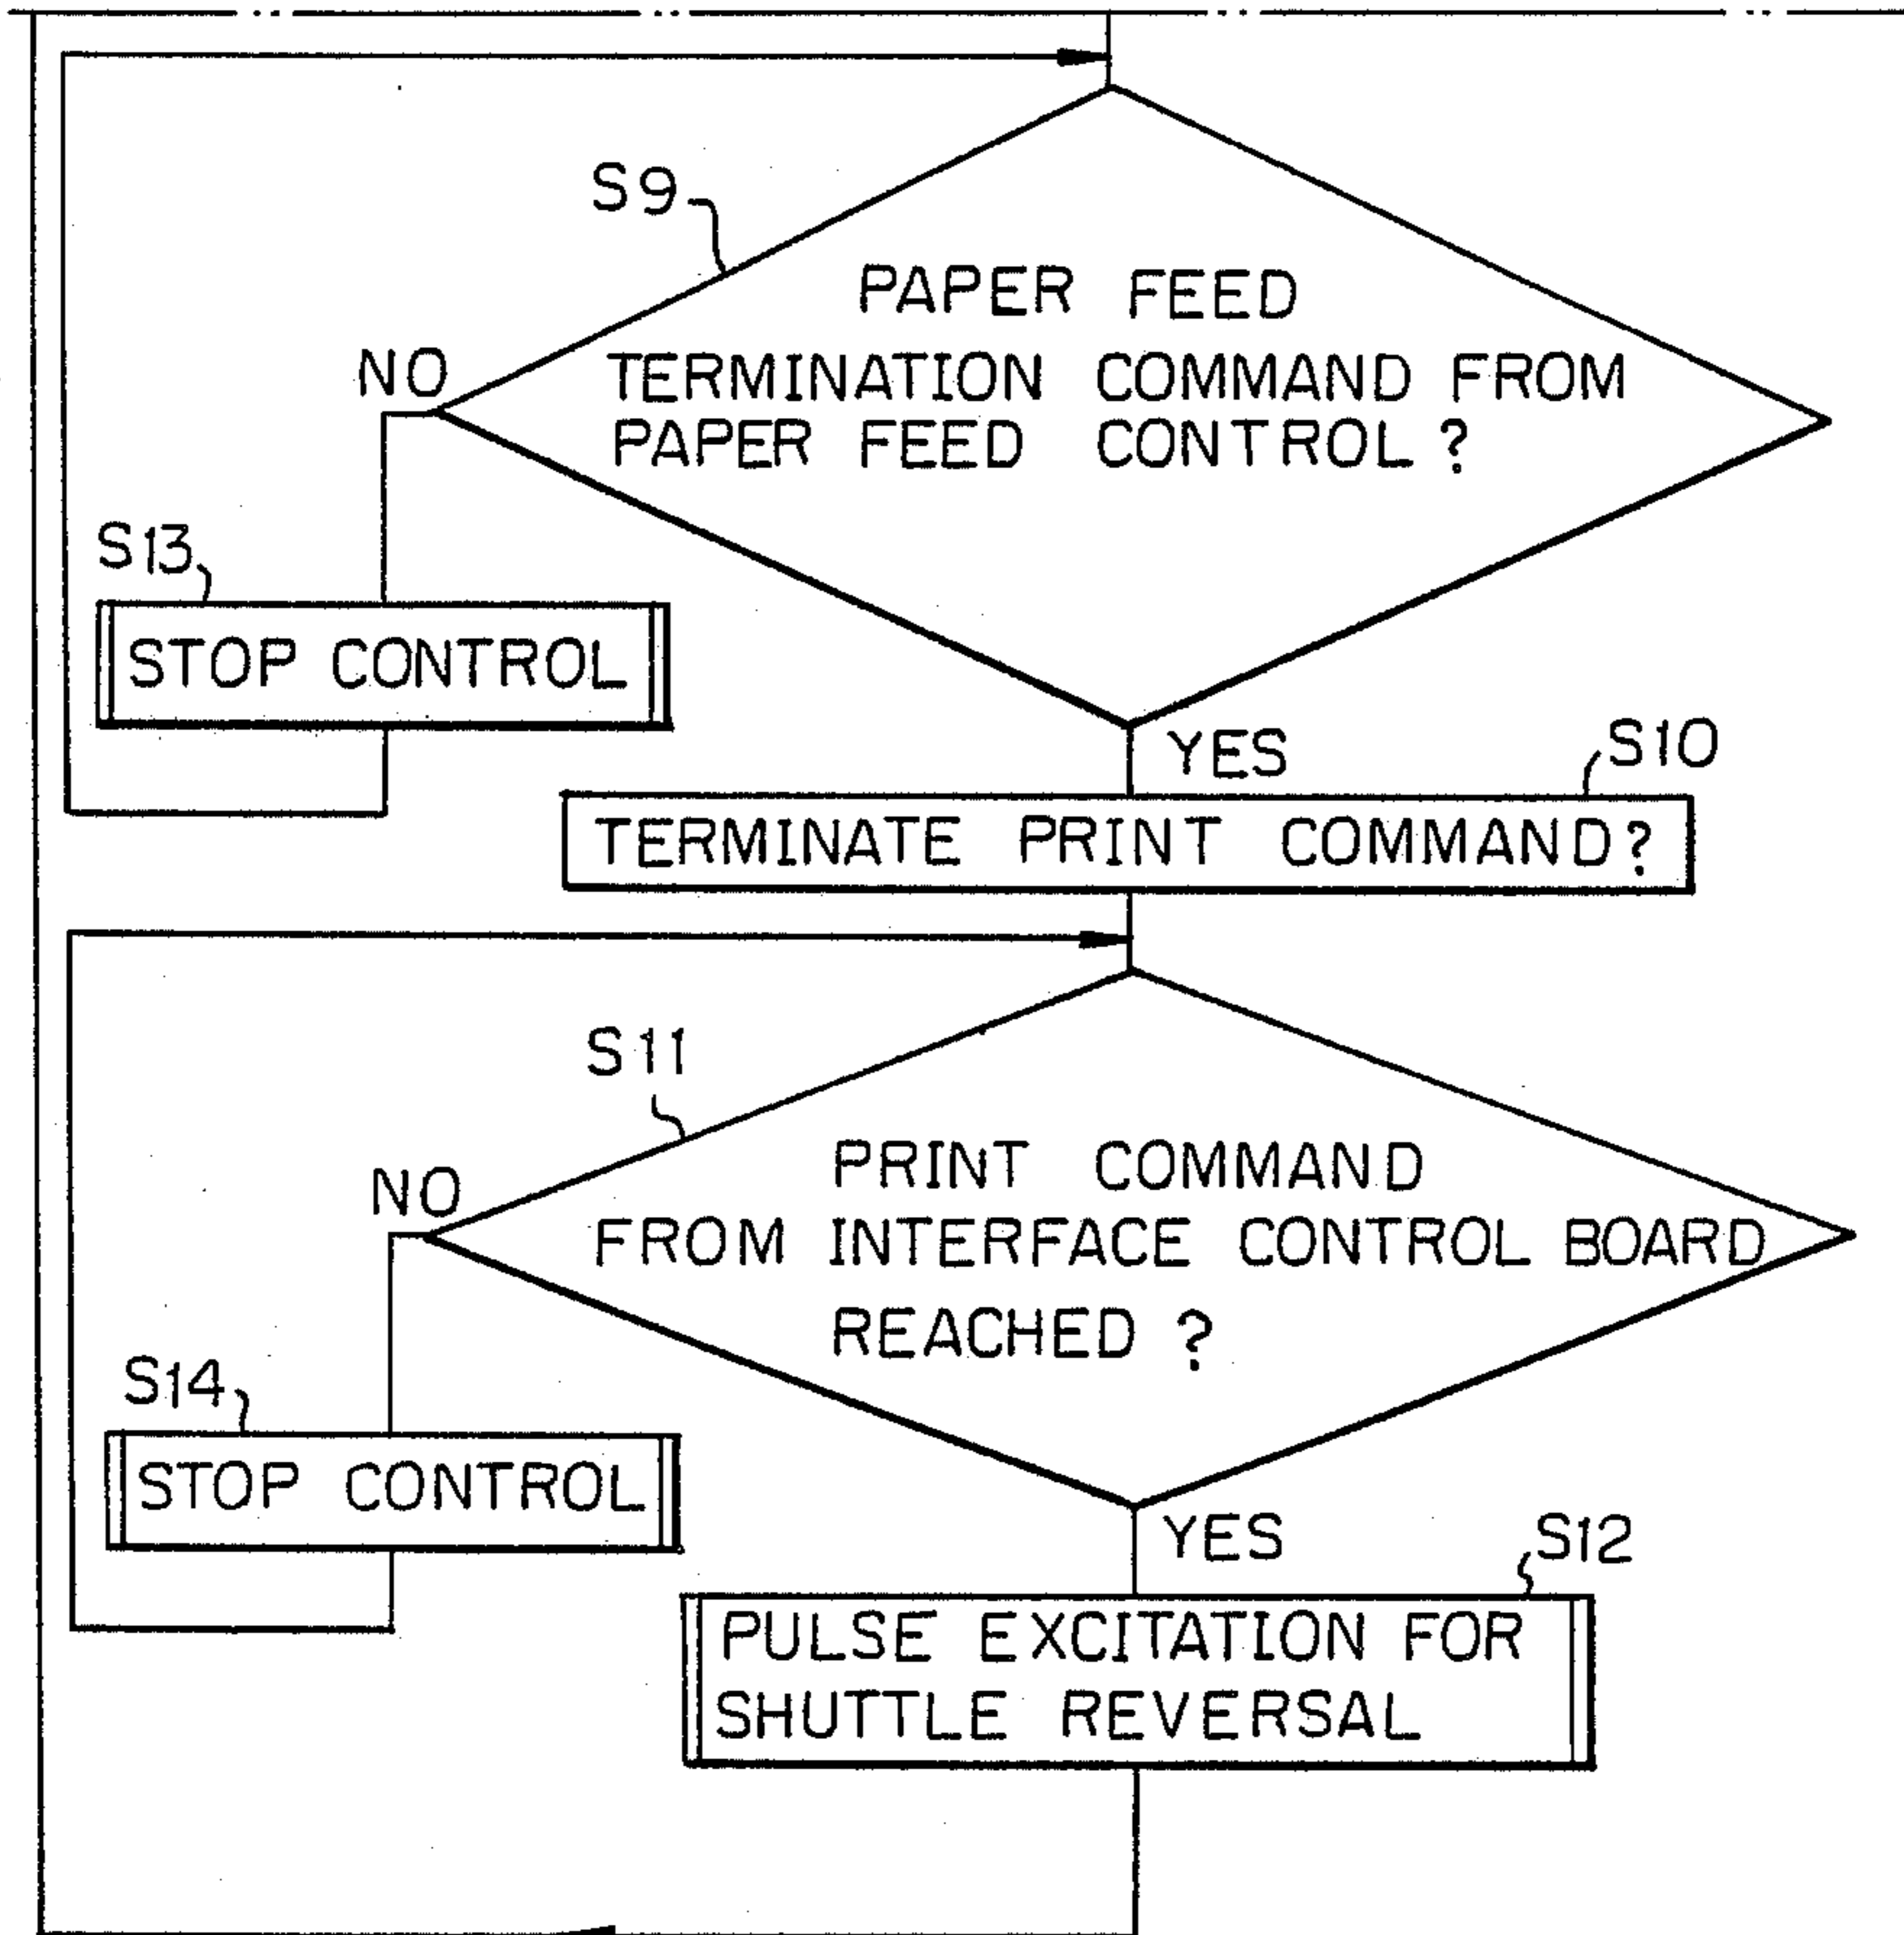 S9
PAPER FEED
TERMINATION COMMAND FROM
PAPER FEED CONTROL ?
NO
S13
STOP CONTROL
YES
S10
TERMINATE PRINT COMMAND?
S11
PRINT COMMAND
FROM INTERFACE CONTROL BOARD
REACHED ?
NO
S14
STOP CONTROL
YES
S12
PULSE EXCITATION FOR
SHUTTLE REVERSAL